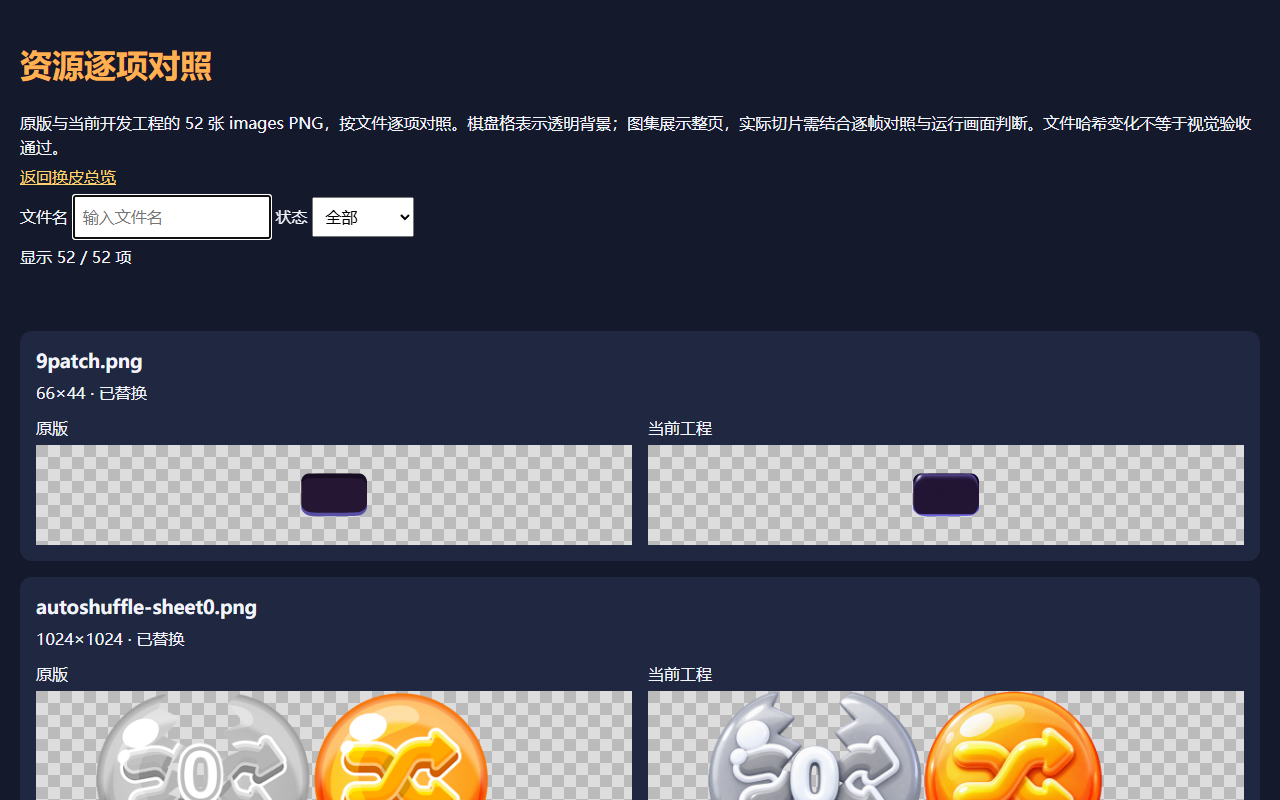 资源逐项对照
原版与当前开发工程的 52 张 images PNG，按文件逐项对照。棋盘格表示透明背景；图集展示整页，实际切片需结合逐帧对照与运行画面判断。文件哈希变化不等于视觉验收
通过。
返回换皮总览
文件名 输入文件名 状态 全部
显示 52 / 52 项
9patch.png
66×44 · 已替换
原版 当前工程
autoshuffle-sheet0.png
1024×1024 · 已替换
原版 当前工程
0 0